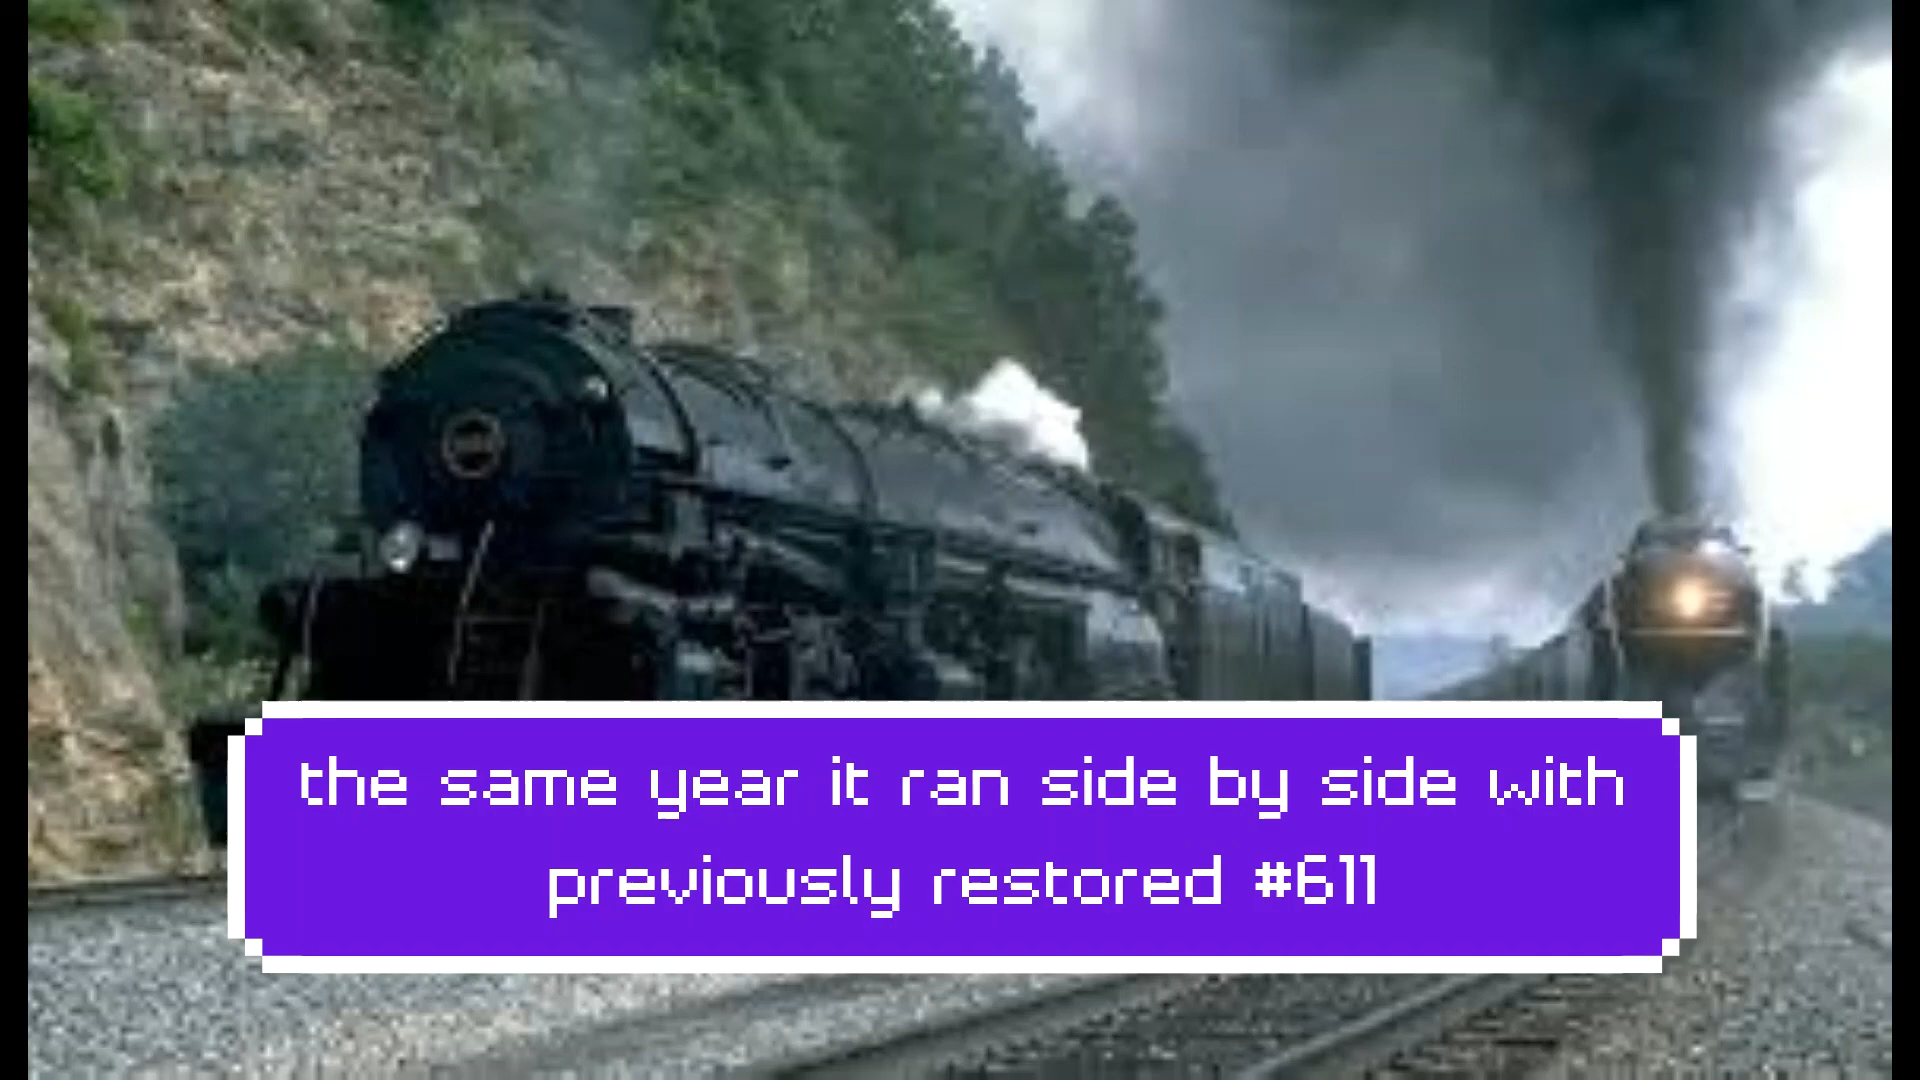 the same year it ran side by side with
previously restored #611